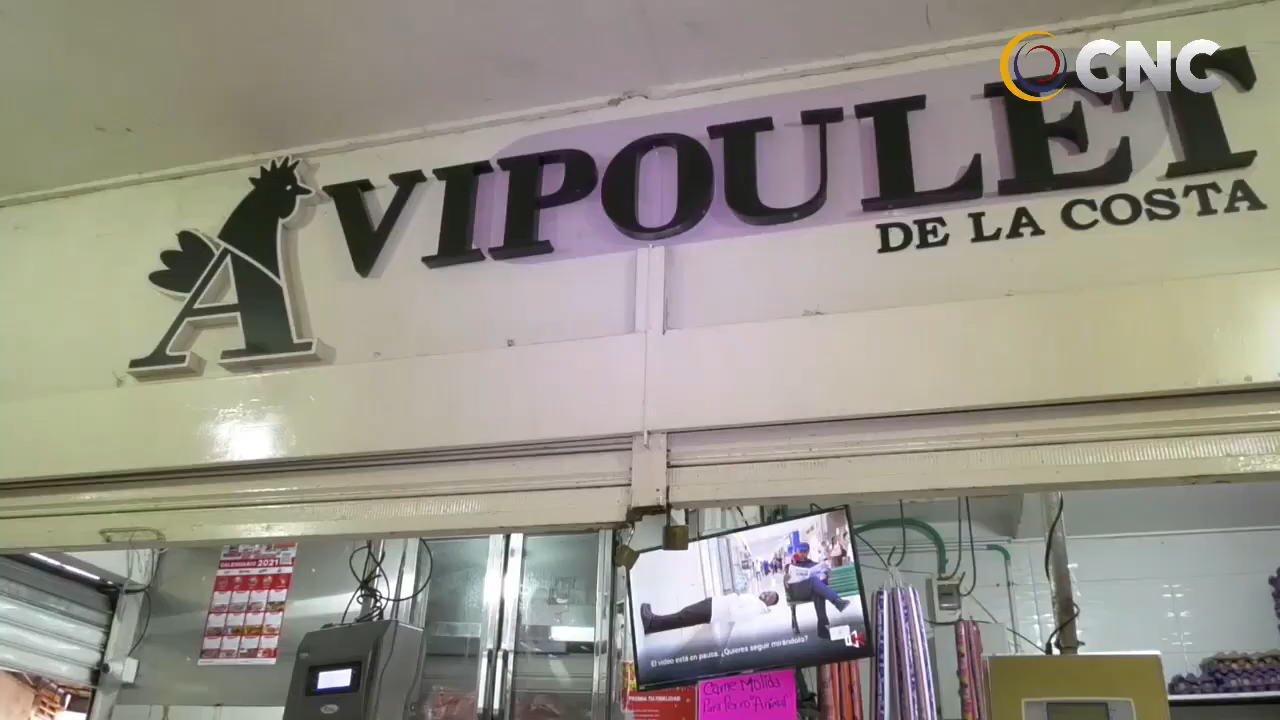 CNC
AVIPOULET
DE LA COSTA
CALENDARIO 2021
El video está en pausa. ¿Quieres seguir mirándolo?
Carne Molida
Para Perro "Animal"